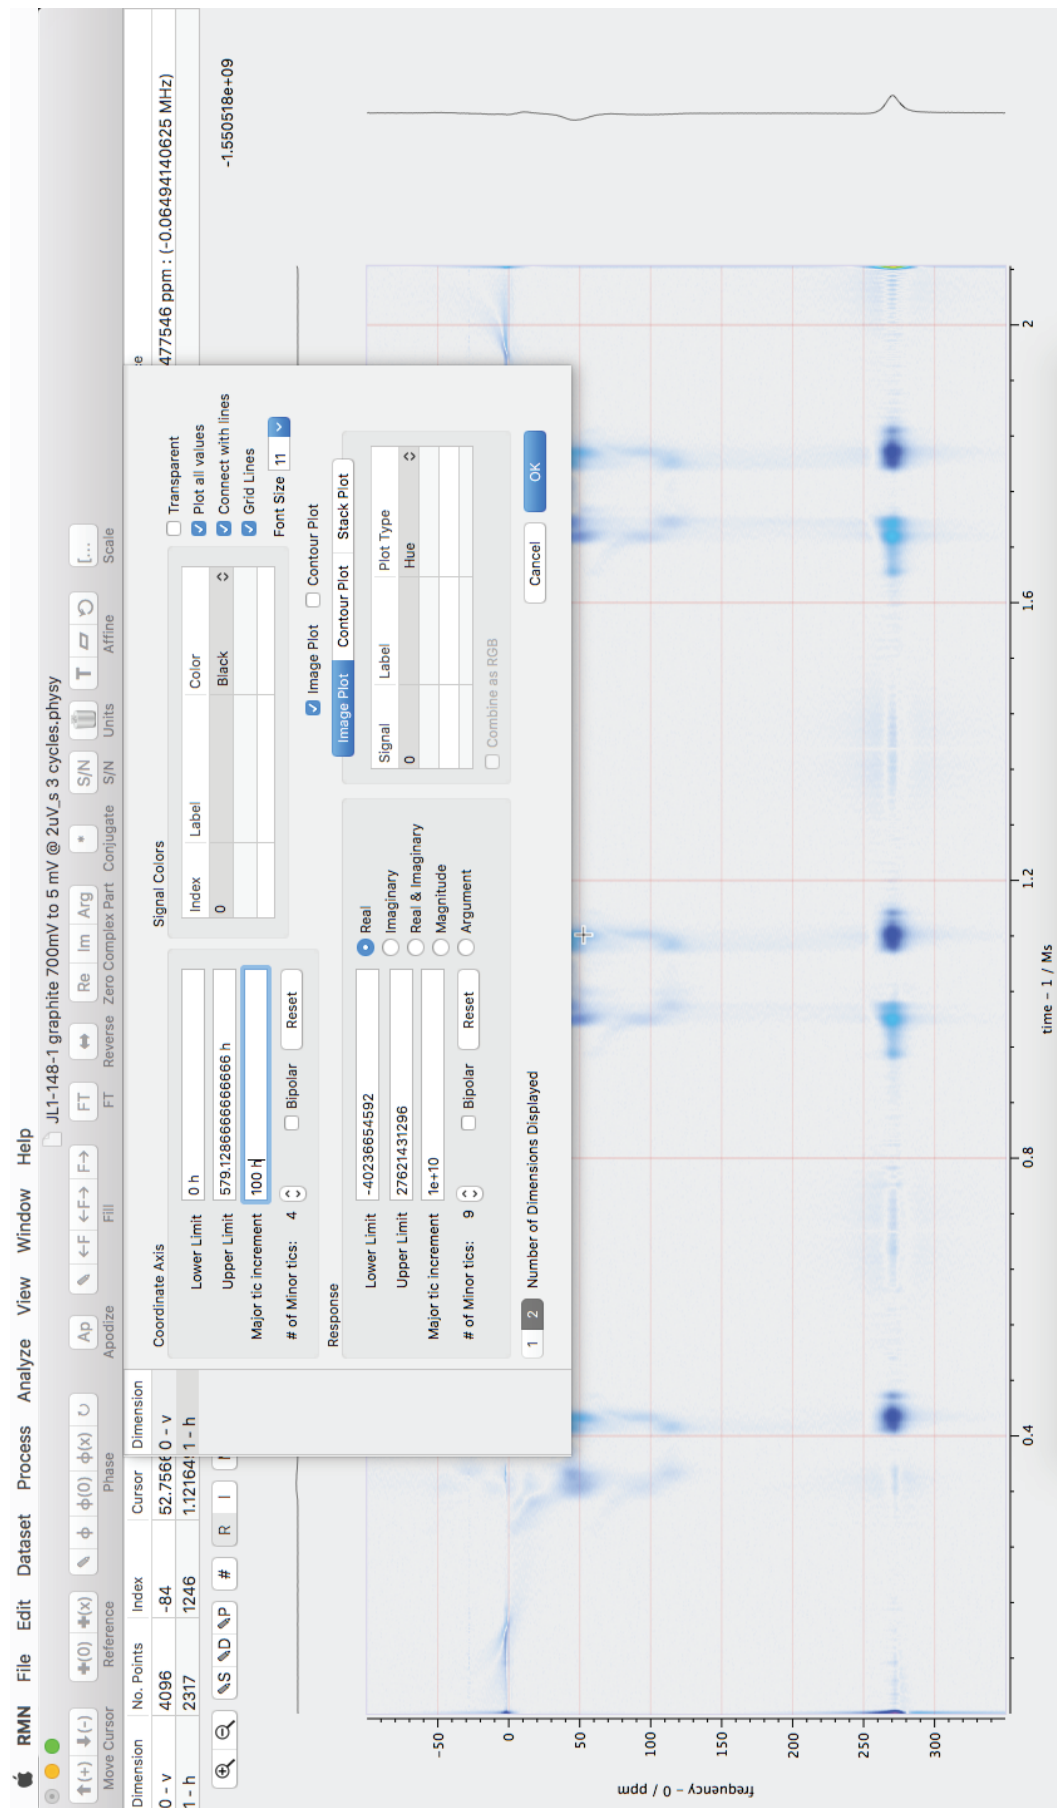 RMN File Edit Dataset Process Analyze View Window Help
JL1-148-1 graphite 700mV to 5 mV @ 2uV_s 3 cycles.physy
(+) (-) (0) (x) ϕ ϕ(0) ϕ(x) Ap ←F ←F→ F→ FT Re Im Arg * S/N T [...
Move Cursor Reference Phase Apodize Fill FT Reverse Zero Complex Part Conjugate S/N Units Affine Scale
Dimension No. Points Index Cursor Dimension
0 - v 4096 -84 52.7566 0 - v 477546 ppm : (-0.06494140625 MHz)
1 - h 2317 1246 1.12164 1 - h
S D P # R I
-1.550518e+09
Coordinate Axis
Lower Limit 0 h
Upper Limit 579.1286666666666 h
Major tic increment 100 h
# of Minor tics: 4 Bipolar Reset
Signal Colors
Index Label Color
0 Black
Transparent
Plot all values
Connect with lines
Grid Lines
Font Size 11
Response
Lower Limit -40236654592
Upper Limit 27621431296
Major tic increment 1e+10
# of Minor tics: 9 Bipolar Reset
Real
Imaginary
Real & Imaginary
Magnitude
Argument
Image Plot Contour Plot
Image Plot Contour Plot Stack Plot
Signal Label Plot Type
0 Hue
Combine as RGB
1 2 Number of Dimensions Displayed
Cancel OK
frequency - 0 / ppm
-50
0
50
100
150
200
250
300
0.4 0.8 1.2 1.6 2
time - 1 / Ms